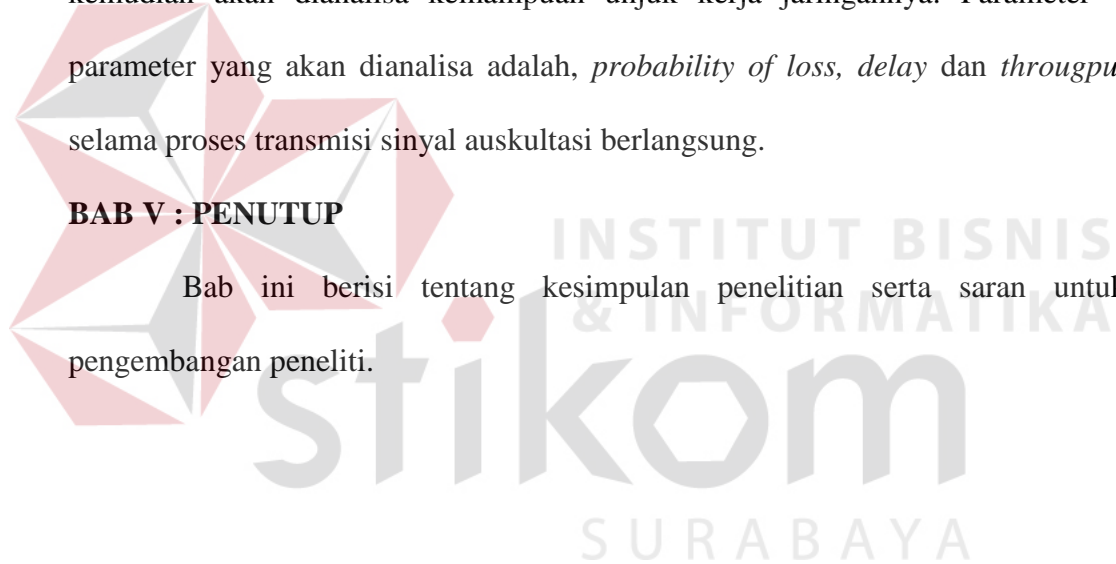 kemudian akan dianalisa kemampuan unjuk kerja jaringannya. Parameter
parameter yang akan dianalisa adalah, probability of loss, delay dan througpu
selama proses transmisi sinyal auskultasi berlangsung.
BAB V : PENUTUP
INSTITUT BISNIS
Bab ini berisi tentang kesimpulan penelitian serta saran untul
& INFORMATIKA
pengembangan peneliti.
stikom
SURABAYA